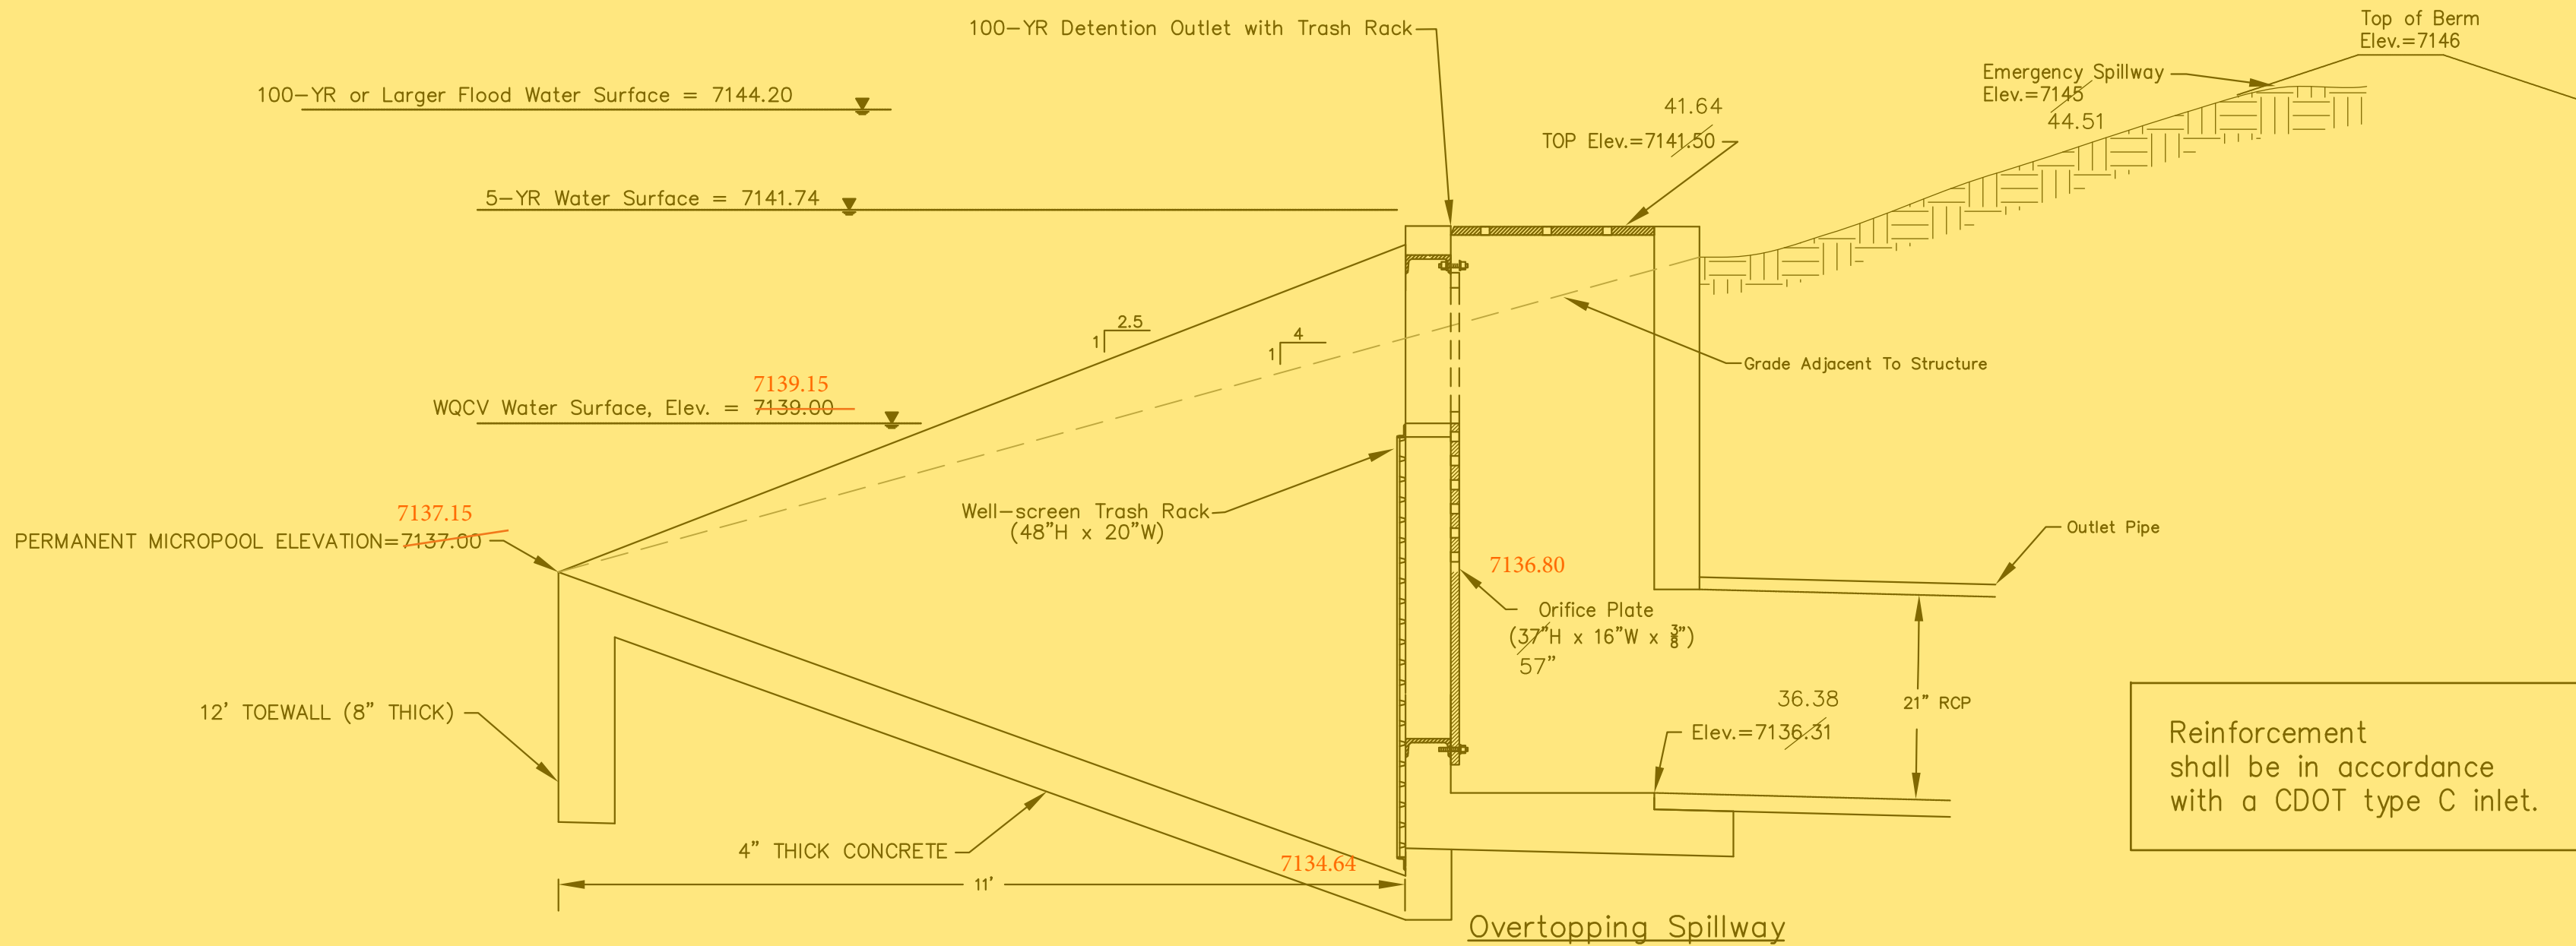 Top of Berm
Elev.=7146
100-YR Detention Outlet with Trash Rack
Emergency Spillway
Elev.=7145
44.51
100-YR or Larger Flood Water Surface = 7144.20
41.64
TOP Elev.=7141.50
5-YR Water Surface = 7141.74
2.5
1
4
1
Grade Adjacent To Structure
7139.15
WQCV Water Surface, Elev. = 7139.00
Well-screen Trash Rack
(48"H x 20"W)
7137.15
PERMANENT MICROPOOL ELEVATION=7137.00
Outlet Pipe
7136.80
Orifice Plate
(37"H x 16"W x 3/8")
57"
36.38
Elev.=7136.31
21" RCP
12' TOEWALL (8" THICK)
Reinforcement
shall be in accordance
with a CDOT type C inlet.
4" THICK CONCRETE
7134.64
11'
Overtopping Spillway